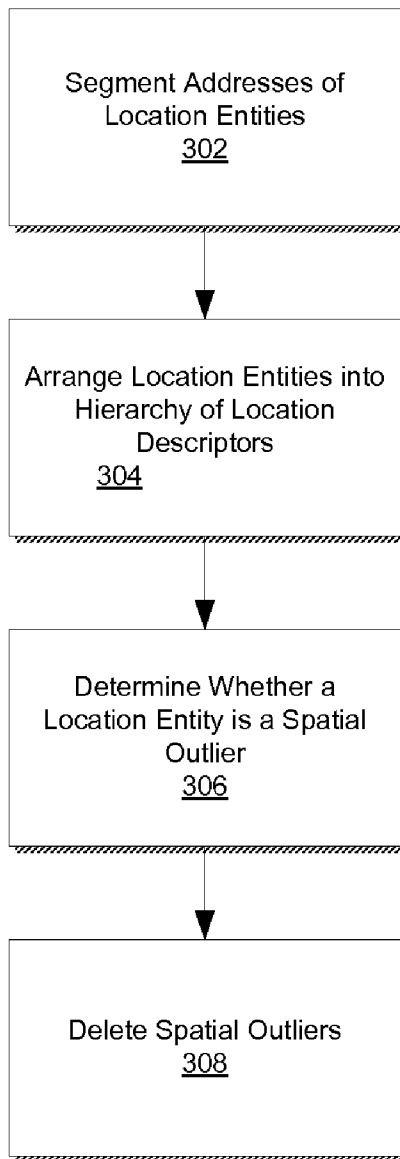 Segment Addresses of
Location Entities
302
Arrange Location Entities into
Hierarchy of Location
Descriptors
304
Determine Whether a
Location Entity is a Spatial
Outlier
306
Delete Spatial Outliers
308